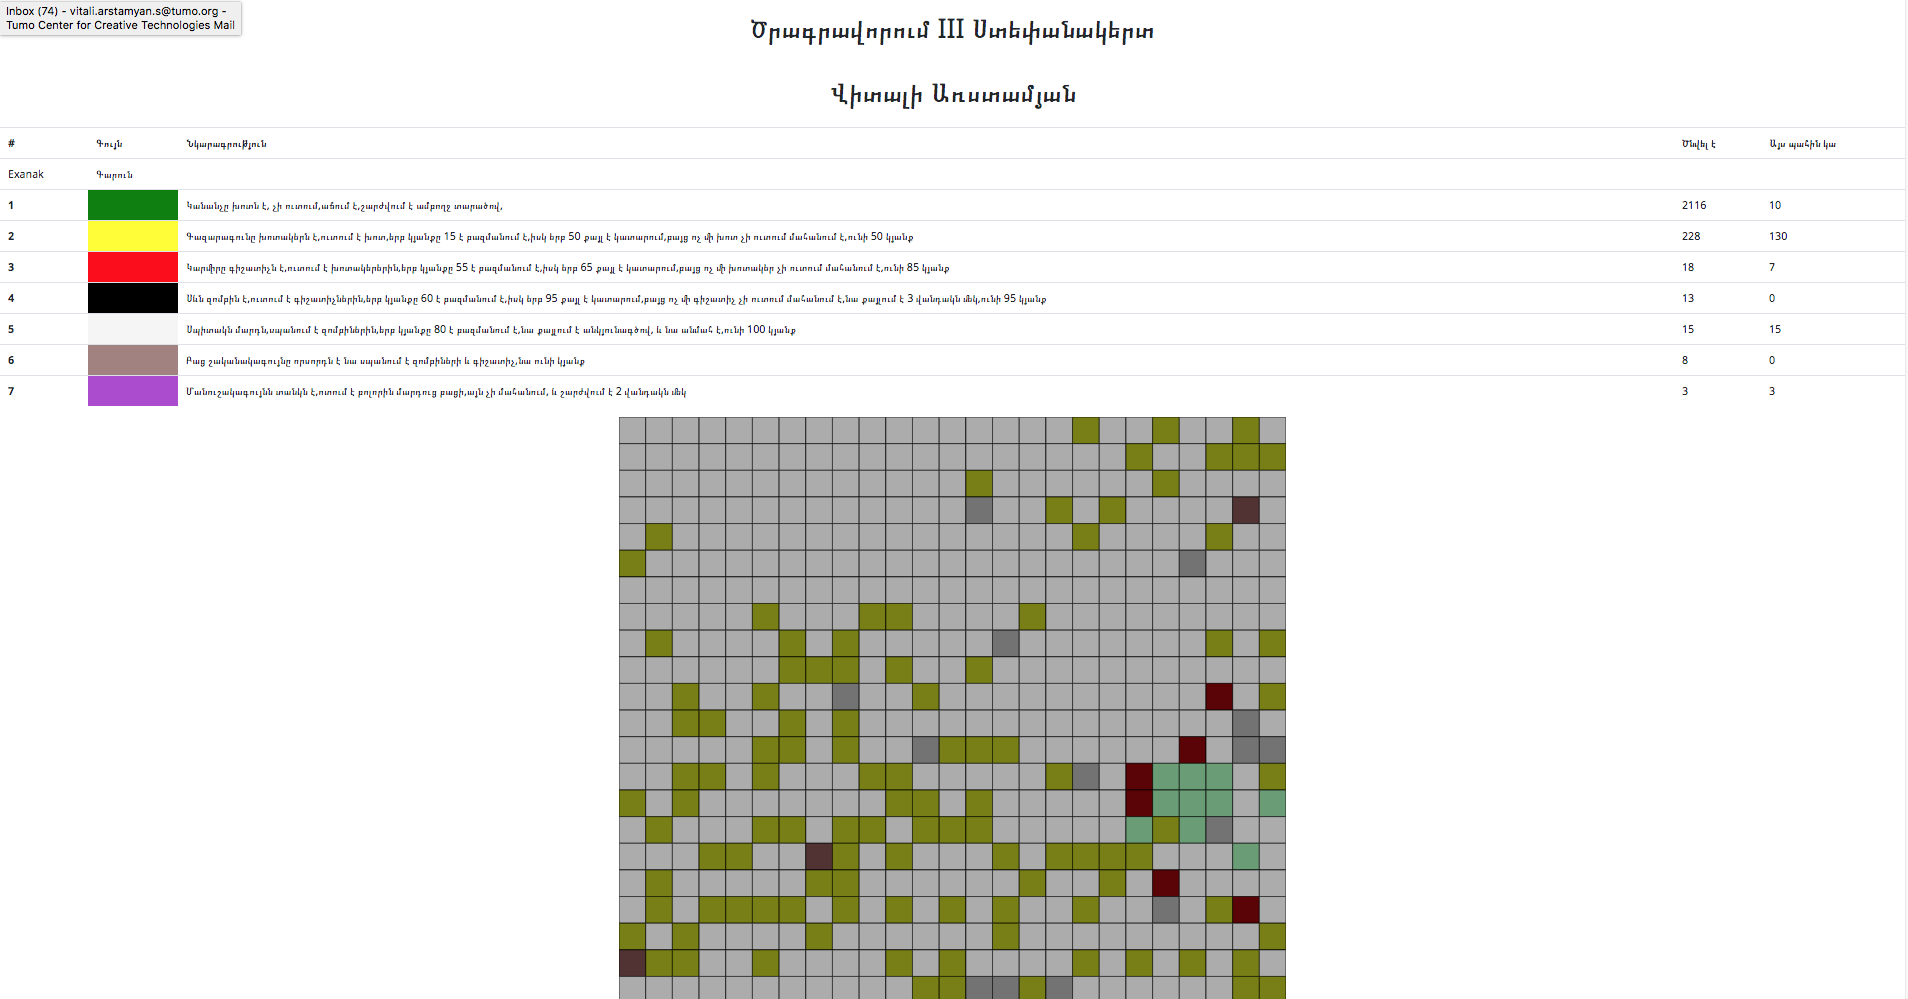 Inbox (74) - vitali.arstamyan.s@tumo.org -
Tumo Center for Creative Technologies Mail
Ծրագրավորում III Ստեփանակերտ
Վիտալի Առստամյան
# Գույն Նկարագրություն Ծնվել է Այս պահին կա
Exanak Գարուն
1 Կանանչը խոտն է, չի ուտում,աճում է,շարժվում է ամբողջ տարածով, 2116 10
2 Գազարագունը խոտակերն է,ուտում է խոտ,երբ կյանքը 15 է բազմանում է,իսկ երբ 50 քայլ է կատարում,բայց ոչ մի խոտ չի ուտում մահանում է,ունի 50 կյանք 228 130
3 Կարմիրը գիշատիչն է,ուտում է խոտակերերին,երբ կյանքը 55 է բազմանում է,իսկ երբ 65 քայլ է կատարում,բայց ոչ մի խոտակեր չի ուտում մահանում է,ունի 85 կյանք 18 7
4 Սևն զոմբին է,ուտում է գիշատիչներին,երբ կյանքը 60 է բազմանում է,իսկ երբ 95 քայլ է կատարում,բայց ոչ մի գիշատիչ չի ուտում մահանում է,նա քայլում է 3 վանդակն մեկ,ունի 95 կյանք 13 0
5 Սպիտակն մարդն,սպանում է զոմբիներին,երբ կյանքը 80 է բազմանում է,նա քայլում է անկյունագծով, և նա անմահ է,ունի 100 կյանք 15 15
6 Բաց շականակագույնը որսորդն է նա սպանում է զոմբիների և գիշատիչ,նա ունի կյանք 8 0
7 Մանուշակագույնն տանկն է,ոտում է բոլորին մարդուց բացի,այն չի մահանում, և շարժվում է 2 վանդակն մեկ 3 3